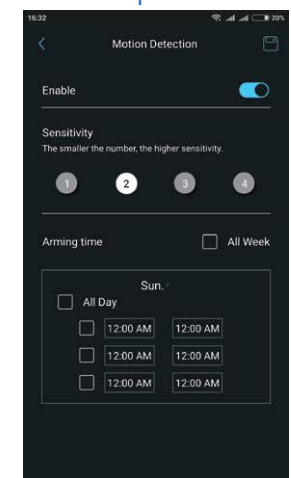 16:32 20%
Motion Detection
Enable
Sensitivity
The smaller the number, the higher sensitivity.
1 2 3 4
Arming time All Week
Sun.
All Day
12:00 AM 12:00 AM
12:00 AM 12:00 AM
12:00 AM 12:00 AM